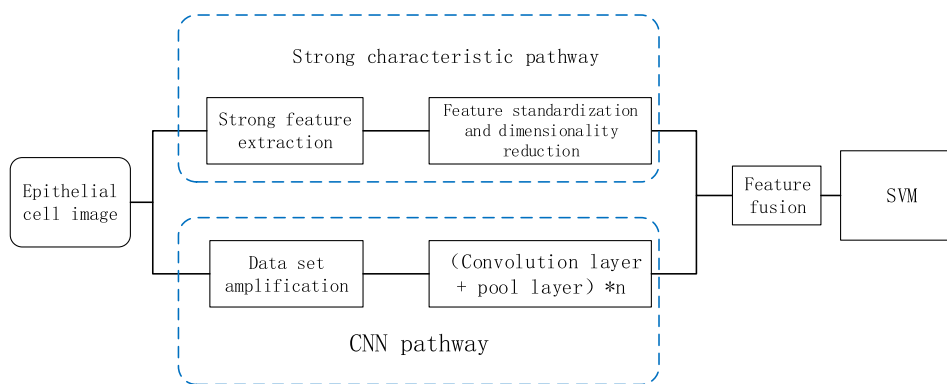 Strong characteristic pathway
Strong feature
extraction
Feature standardization
and dimensionality
reduction
Epithelial
cell image
Feature
fusion
SVM
Data set
amplification
（Convolution layer
+ pool layer）*n
CNN pathway